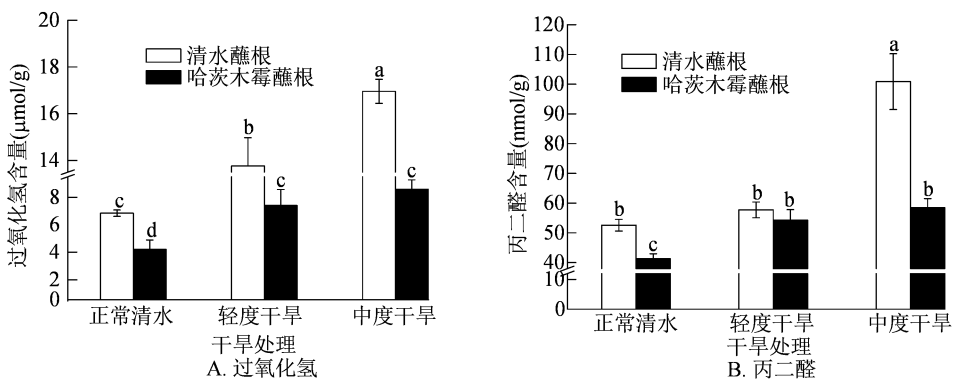 过氧化氢含量(μmol/g)
20
18
16
14
8
6
4
2
0
清水蘸根
哈茨木霉蘸根
c
d
b
c
a
c
正常清水
轻度干旱
中度干旱
干旱处理
A. 过氧化氢
丙二醛含量(nmol/g)
120
110
100
90
80
70
60
50
40
10
0
清水蘸根
哈茨木霉蘸根
b
c
b
b
a
b
正常清水
轻度干旱
中度干旱
干旱处理
B. 丙二醛